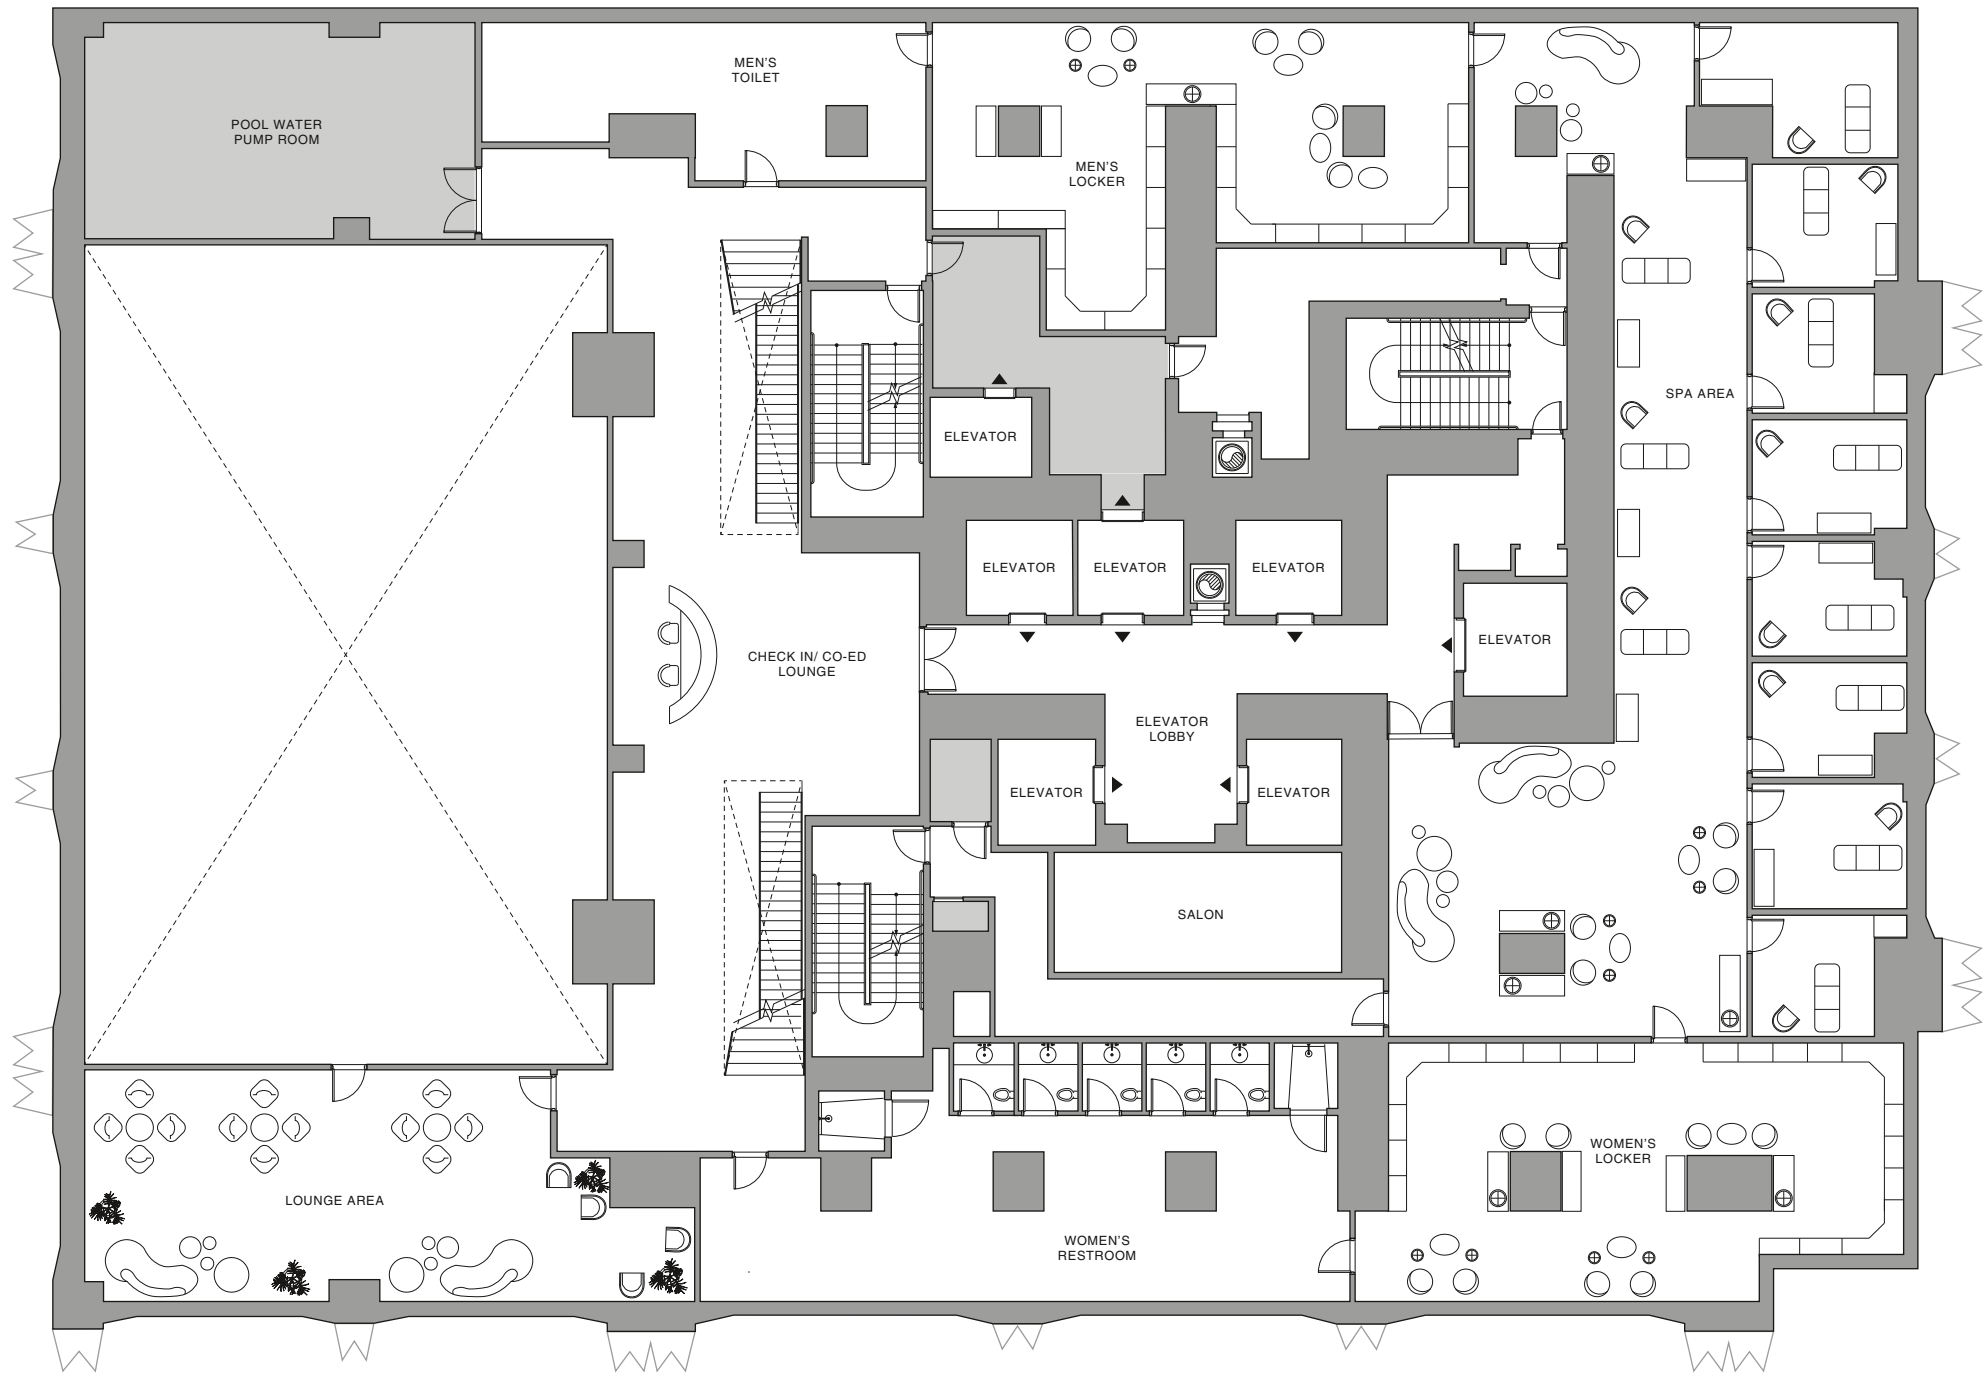 MEN'S
TOILET
POOL WATER
PUMP ROOM
MEN'S
LOCKER
SPA AREA
ELEVATOR
ELEVATOR
ELEVATOR
ELEVATOR
ELEVATOR
CHECK IN/ CO-ED
LOUNGE
ELEVATOR
LOBBY
ELEVATOR
ELEVATOR
SALON
WOMEN'S
LOCKER
LOUNGE AREA
WOMEN'S
RESTROOM